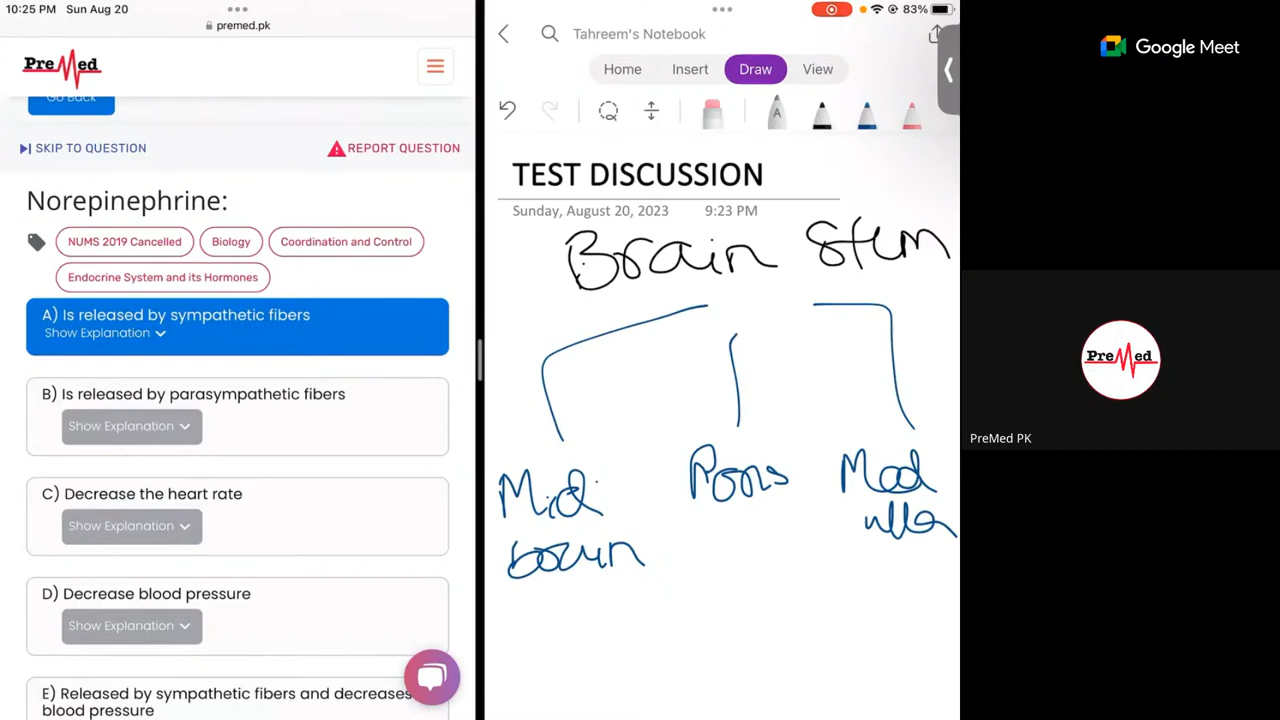 10:25 PM Sun Aug 20
premed.pk
PreMed
Go Back
SKIP TO QUESTION
REPORT QUESTION
Norepinephrine:
NUMS 2019 Cancelled
Biology
Coordination and Control
Endocrine System and its Hormones
A) Is released by sympathetic fibers
Show Explanation
B) Is released by parasympathetic fibers
Show Explanation
C) Decrease the heart rate
Show Explanation
D) Decrease blood pressure
Show Explanation
E) Released by sympathetic fibers and decreases
blood pressure
83%
Tahreem's Notebook
Home Insert Draw View
A
TEST DISCUSSION
Sunday, August 20, 2023 9:23 PM
Brain Stem
Mid Pons Med
brain ulla
Google Meet
PreMed
PreMed PK